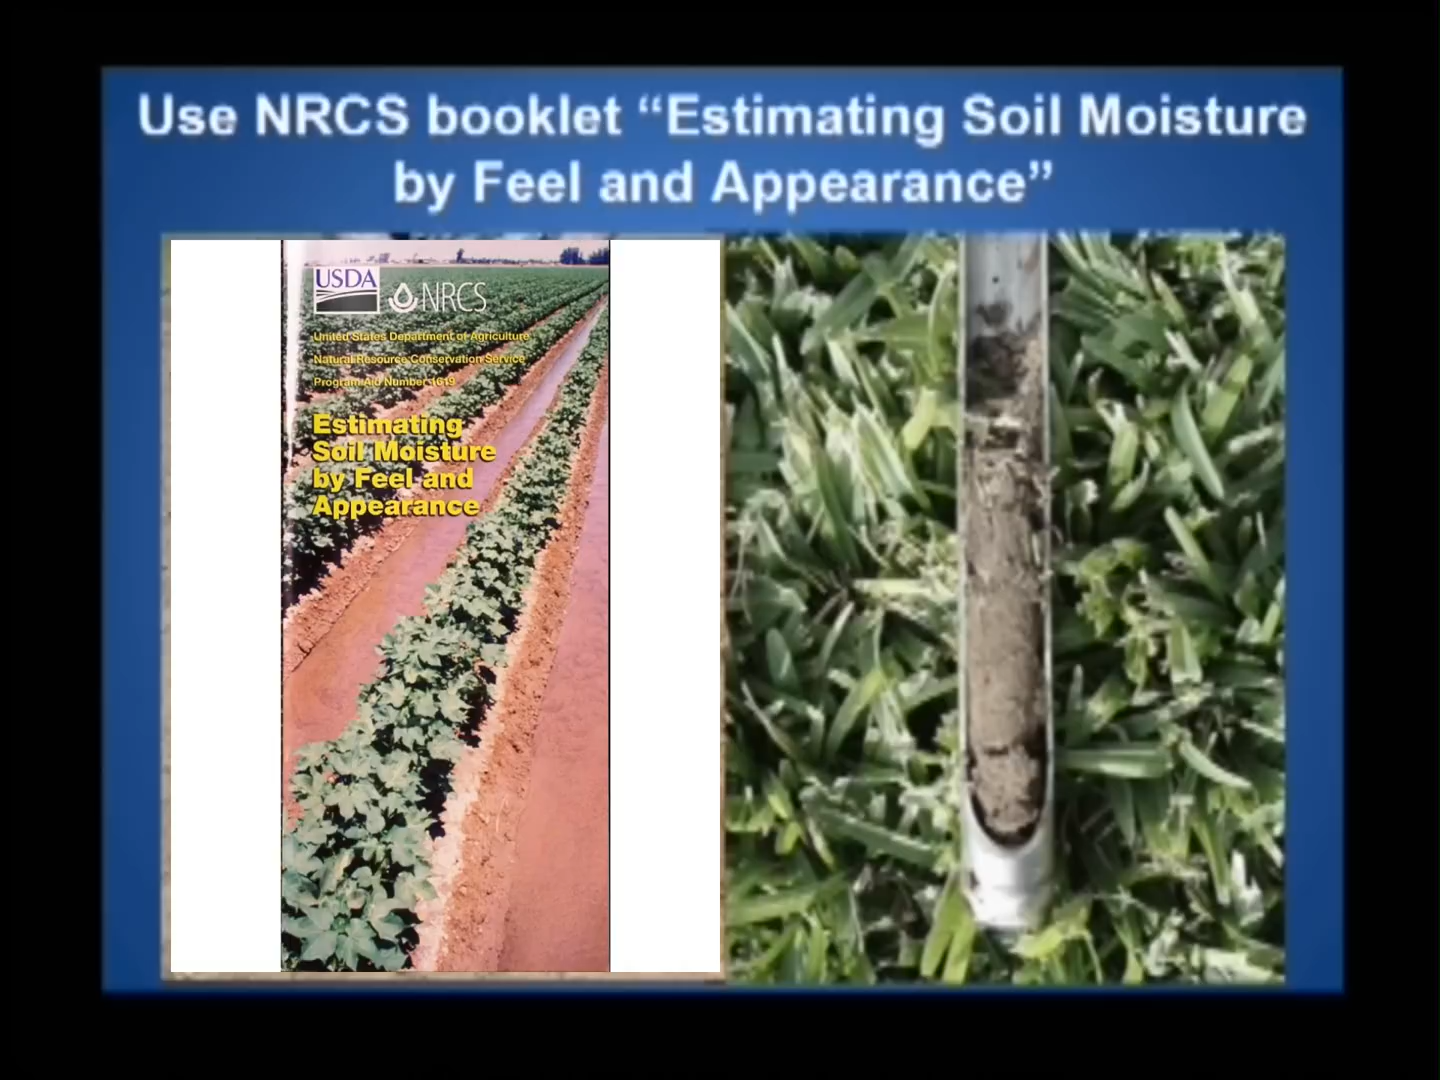 Use NRCS booklet “Estimating Soil Moisture
by Feel and Appearance”
USDA
NRCS
United States Department of Agriculture
Natural Resource Conservation Service
Program Aid Number 1619
Estimating
Soil Moisture
by Feel and
Appearance